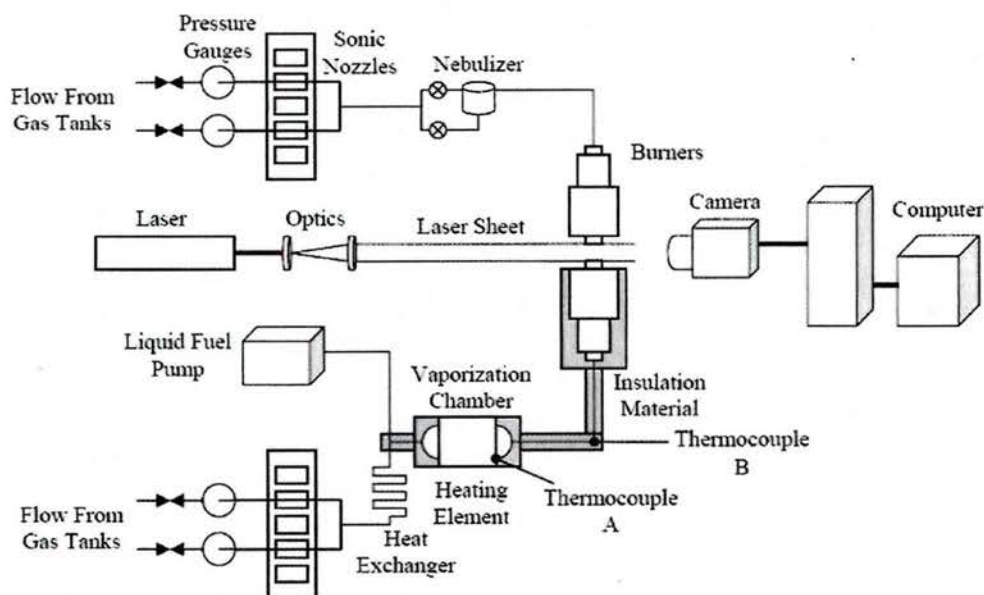 Pressure
Gauges
Sonic
Nozzles
Nebulizer
Flow From
Gas Tanks
Burners
Camera
Computer
Laser
Optics
Laser Sheet
Liquid Fuel
Pump
Vaporization
Chamber
Insulation
Material
Thermocouple
B
Heating
Element
Thermocouple
A
Flow From
Gas Tanks
Heat
Exchanger